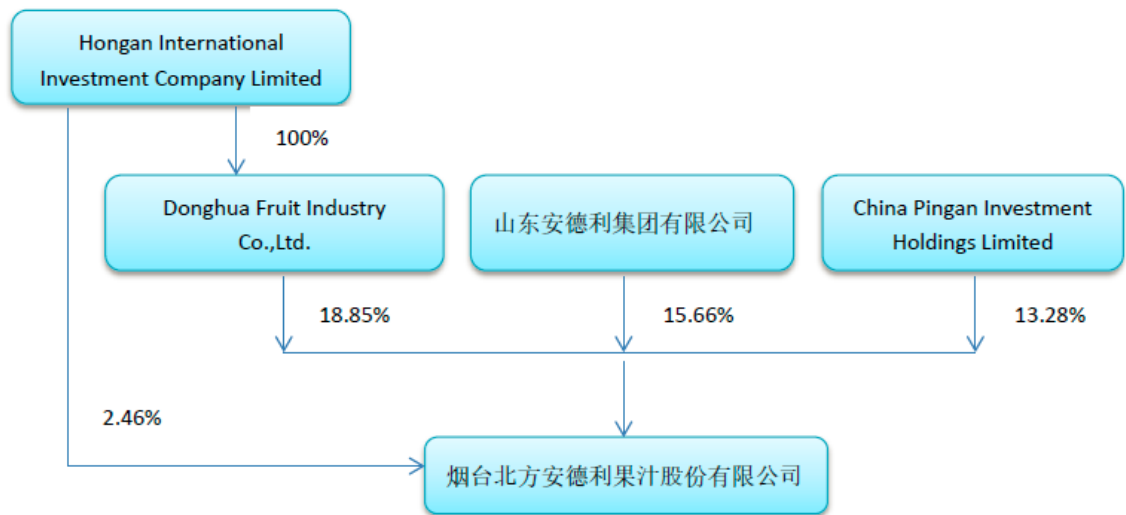 Hongan International
Investment Company Limited
100%
Donghua Fruit Industry
Co.,Ltd.
山东安德利集团有限公司
China Pingan Investment
Holdings Limited
18.85%
15.66%
13.28%
2.46%
烟台北方安德利果汁股份有限公司